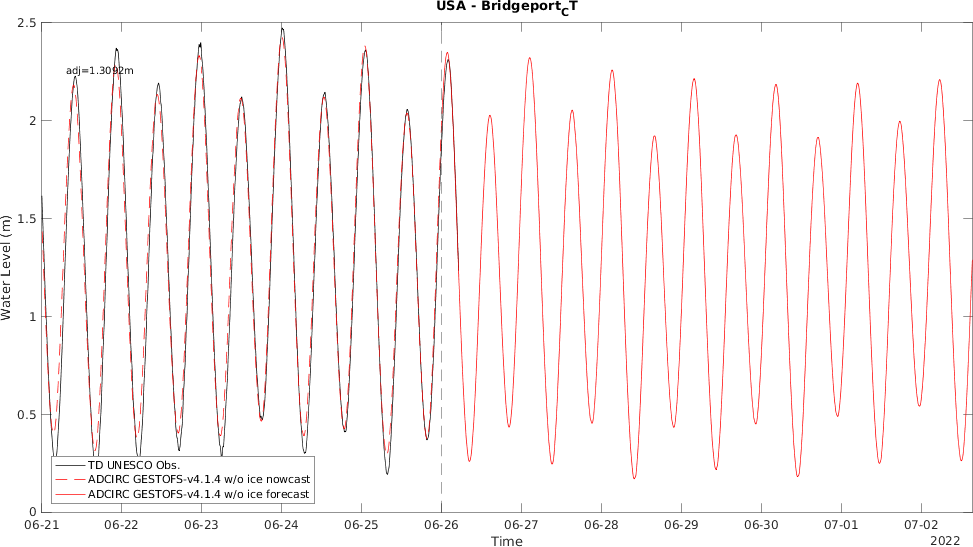 USA - Bridgeport_CT
adj=1.3092m
2.5
2
1.5
1
0.5
0
Water Level (m)
TD UNESCO Obs.
ADCIRC GESTOFS-v4.1.4 w/o ice nowcast
ADCIRC GESTOFS-v4.1.4 w/o ice forecast
06-21 06-22 06-23 06-24 06-25 06-26 06-27 06-28 06-29 06-30 07-01 07-02
Time
2022